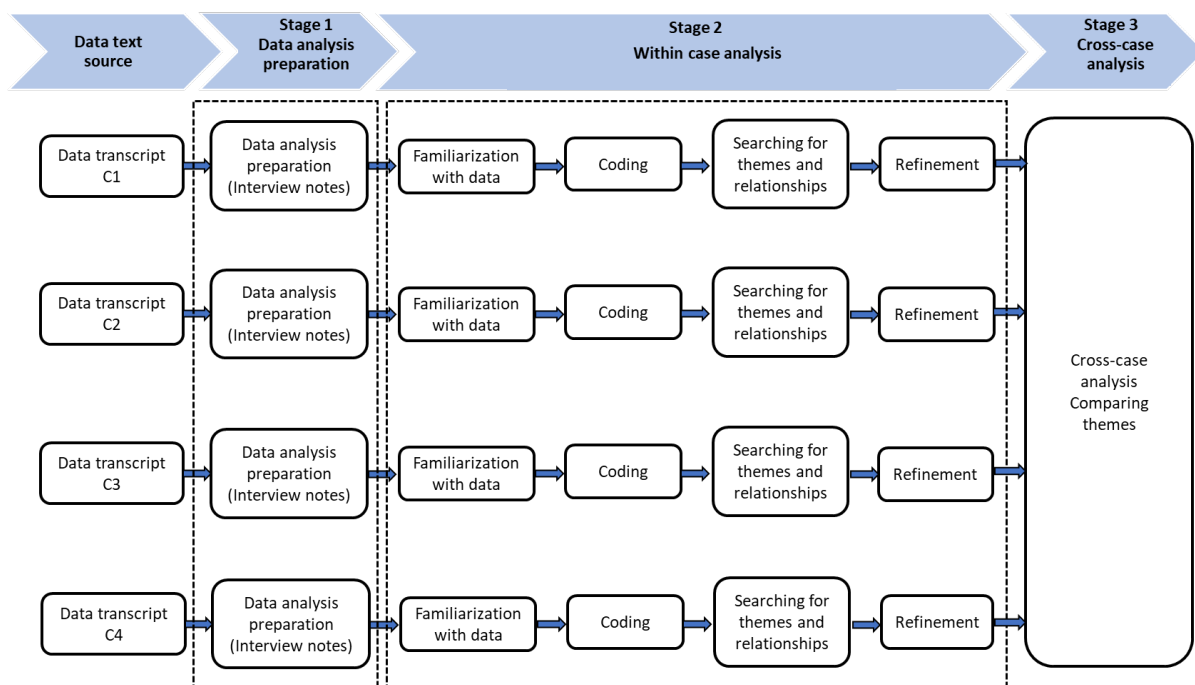 Data text
source
Stage 1
Data analysis
preparation
Stage 2
Within case analysis
Stage 3
Cross-case
analysis
Data transcript
C1
Data analysis
preparation
(Interview notes)
Familiarization
with data
Coding
Searching for
themes and
relationships
Refinement
Data transcript
C2
Data analysis
preparation
(Interview notes)
Familiarization
with data
Coding
Searching for
themes and
relationships
Refinement
Data transcript
C3
Data analysis
preparation
(Interview notes)
Familiarization
with data
Coding
Searching for
themes and
relationships
Refinement
Data transcript
C4
Data analysis
preparation
(Interview notes)
Familiarization
with data
Coding
Searching for
themes and
relationships
Refinement
Cross-case
analysis
Comparing
themes